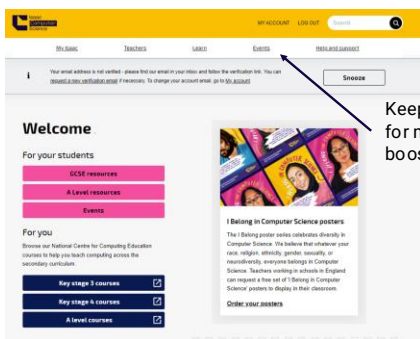 Isaac
Computer
Science
MY ACCOUNT LOG OUT Search
My Isaac Teachers Learn Events Help and support
i
Your email address is not verified - please find our email in your inbox and follow the verification link. You can
request a new verification email if necessary. To change your account email, go to My account.
Snooze
Keep
for n
boos
Welcome
For your students
GCSE resources
A Level resources
Events
For you
Browse our National Centre for Computing Education
courses to help you teach computing across the
secondary curriculum.
Key stage 3 courses
Key stage 4 courses
A level courses
I Belong in Computer Science posters
The I Belong poster series celebrates diversity in
Computer Science. We believe that whatever your
race, religion, ethnicity, gender, sexuality, or
neurodiversity, everyone belongs in Computer
Science. Teachers working in schools in England
can request a free set of 'I Belong in Computer
Science' posters to display in their classroom.
Order your posters